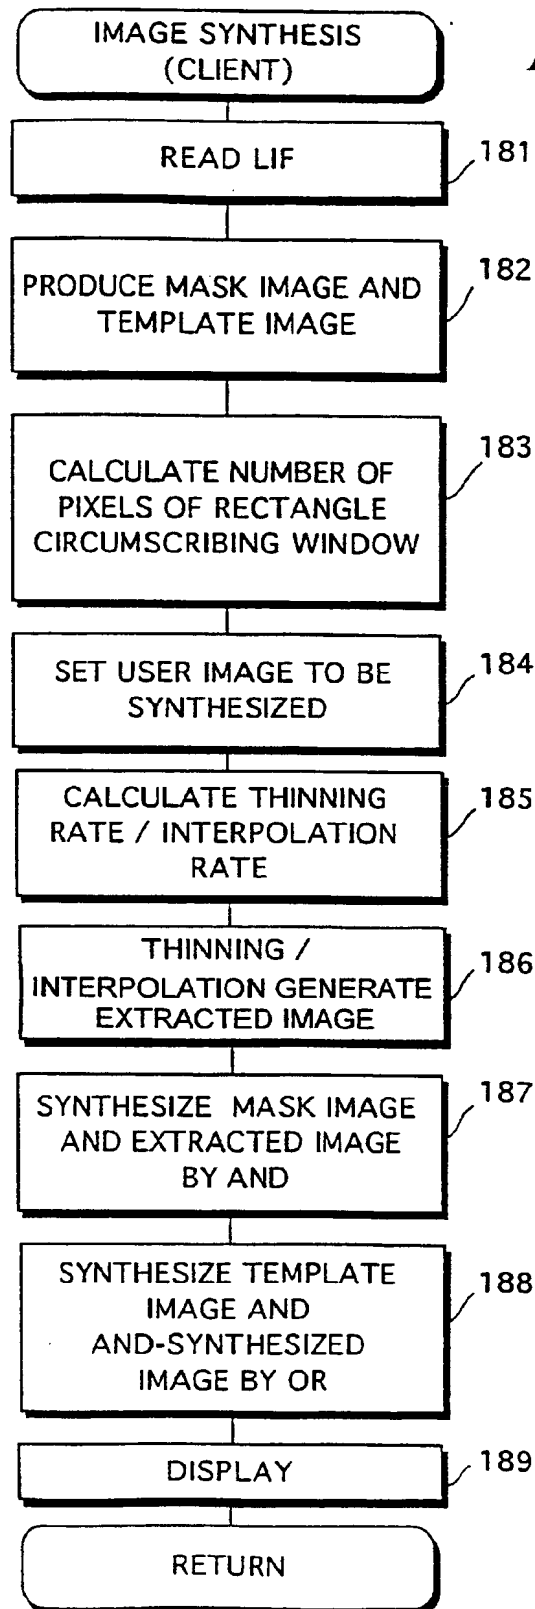 IMAGE SYNTHESIS
(CLIENT)
READ LIF
181
PRODUCE MASK IMAGE AND
TEMPLATE IMAGE
182
CALCULATE NUMBER OF
PIXELS OF RECTANGLE
CIRCUMSCRIBING WINDOW
183
SET USER IMAGE TO BE
SYNTHESIZED
184
CALCULATE THINNING
RATE / INTERPOLATION
RATE
185
THINNING /
INTERPOLATION GENERATE
EXTRACTED IMAGE
186
SYNTHESIZE MASK IMAGE
AND EXTRACTED IMAGE
BY AND
187
SYNTHESIZE TEMPLATE
IMAGE AND
AND-SYNTHESIZED
IMAGE BY OR
188
DISPLAY
189
RETURN